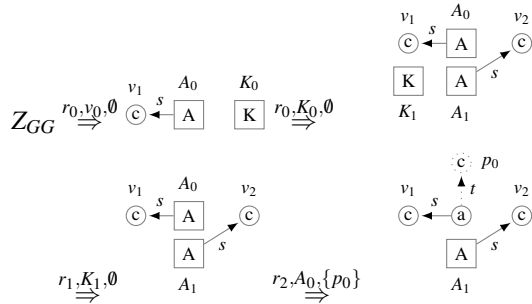 v₁ A₀ v₂
c s A c
K A s
K₁ A₁
Z_GG r₀,v₀,∅ ⇒ v₁ c s A₀ A K₀ K r₀,K₀,∅ ⇒
c p₀
v₁ A₀ v₂ v₁ t v₂
c s A c c s a c
A s A s
r₁,K₁,∅ ⇒ A₁ r₂,A₀,{p₀} ⇒ A₁